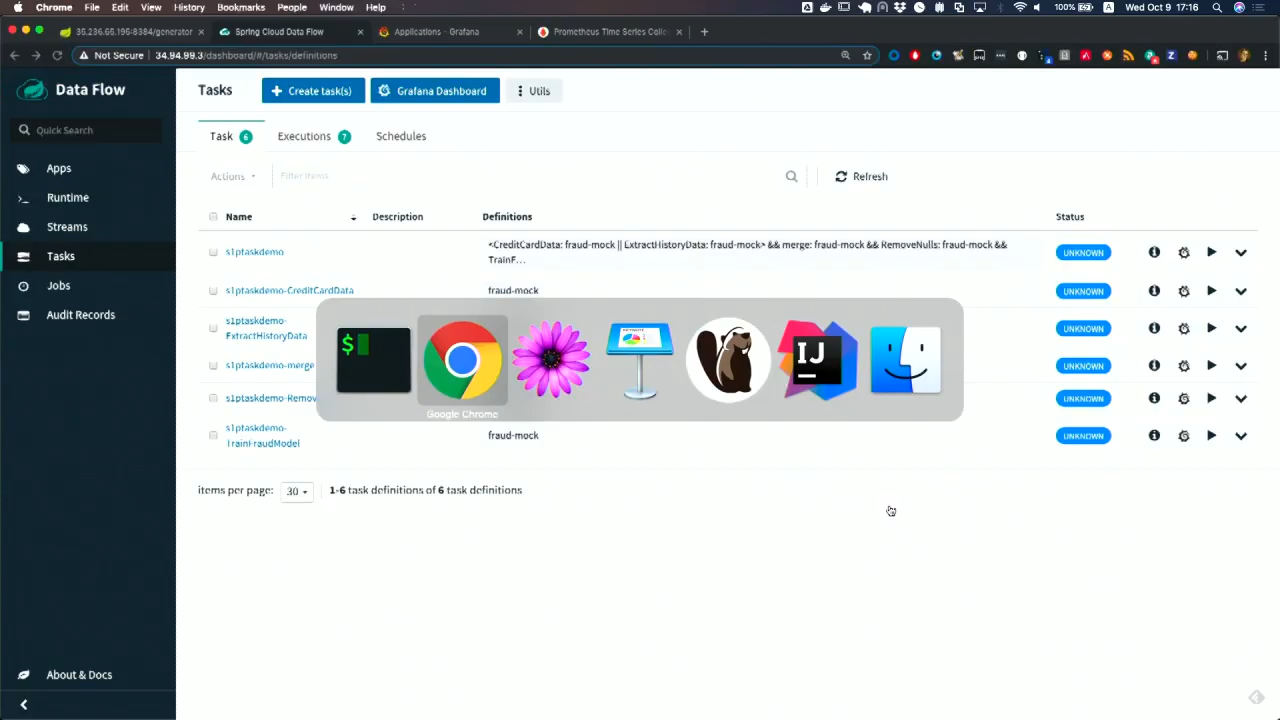 Chrome File Edit View History Bookmarks People Window Help 100% Wed Oct 9 17:16
35.236.65.196:8384/generator Spring Cloud Data Flow Applications - Grafana Prometheus Time Series Colle
Not Secure 34.94.99.3/dashboard/#/tasks/definitions
Data Flow
Quick Search
Apps
Runtime
Streams
Tasks
Jobs
Audit Records
About & Docs
Tasks Create task(s) Grafana Dashboard Utils
Task 6 Executions 7 Schedules
Actions Filter items Refresh
Name Description Definitions Status
s1ptaskdemo <CreditCardData: fraud-mock || ExtractHistoryData: fraud-mock> && merge: fraud-mock && RemoveNulls: fraud-mock && UNKNOWN
TrainF...
s1ptaskdemo-CreditCardData fraud-mock UNKNOWN
s1ptaskdemo-
ExtractHistoryData UNKNOWN
s1ptaskdemo-merge UNKNOWN
s1ptaskdemo-Remov UNKNOWN
s1ptaskdemo-
TrainFraudModel fraud-mock UNKNOWN
$ IJ
Google Chrome
items per page: 30 1-6 task definitions of 6 task definitions